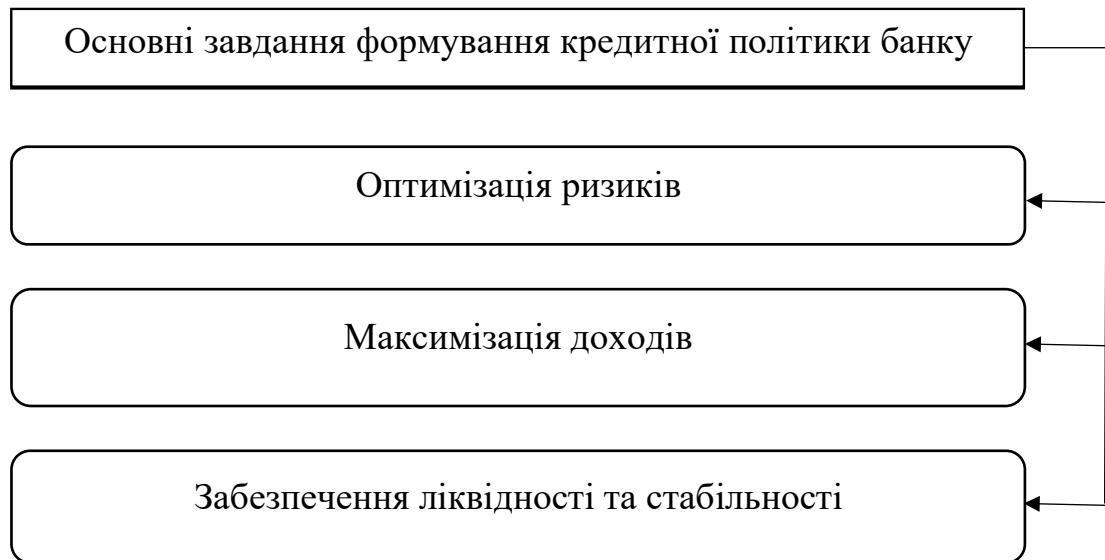 Основні завдання формування кредитної політики банку
Оптимізація ризиків
Максимізація доходів
Забезпечення ліквідності та стабільності